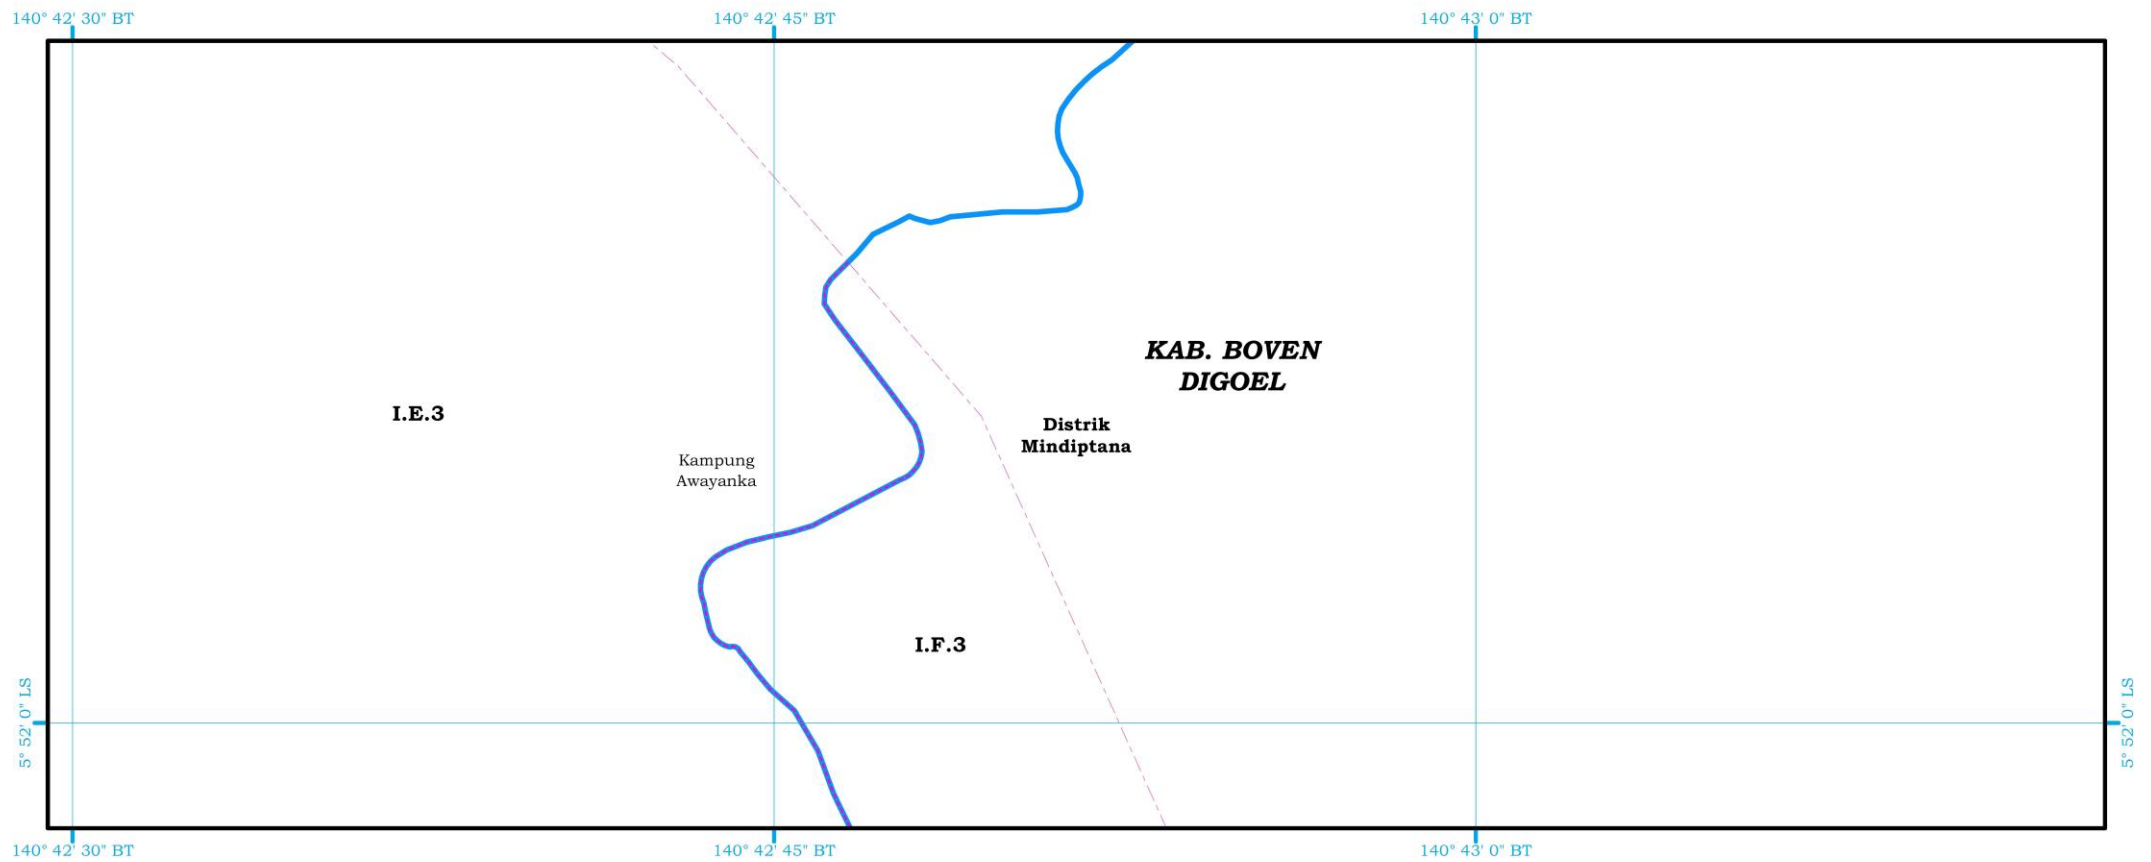 140° 42' 30" BT
140° 42' 45" BT
140° 43' 0" BT
KAB. BOVEN
DIGOEL
I.E.3
Distrik
Mindiptana
Kampung
Awayanka
I.F.3
5° 52' 0" LS
5° 52' 0" LS
140° 42' 30" BT
140° 42' 45" BT
140° 43' 0" BT